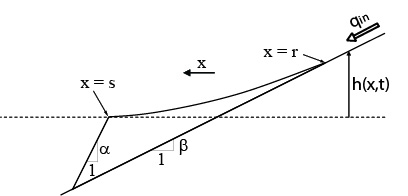 q_in
x = r
x
x = s
h(x,t)
α
1
β
1